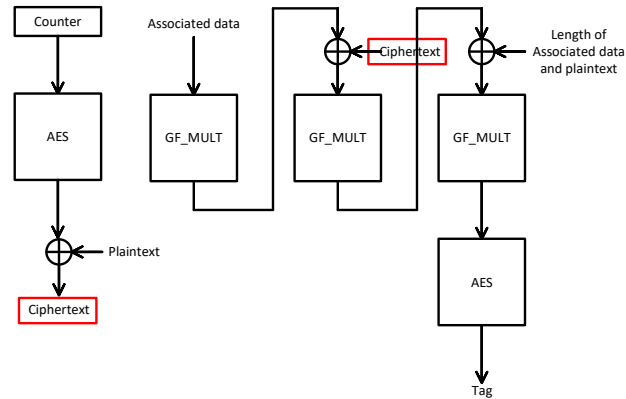 Counter
AES
Plaintext
Ciphertext
Associated data
GF_MULT
Ciphertext
GF_MULT
Length of
Associated data
and plaintext
GF_MULT
AES
Tag